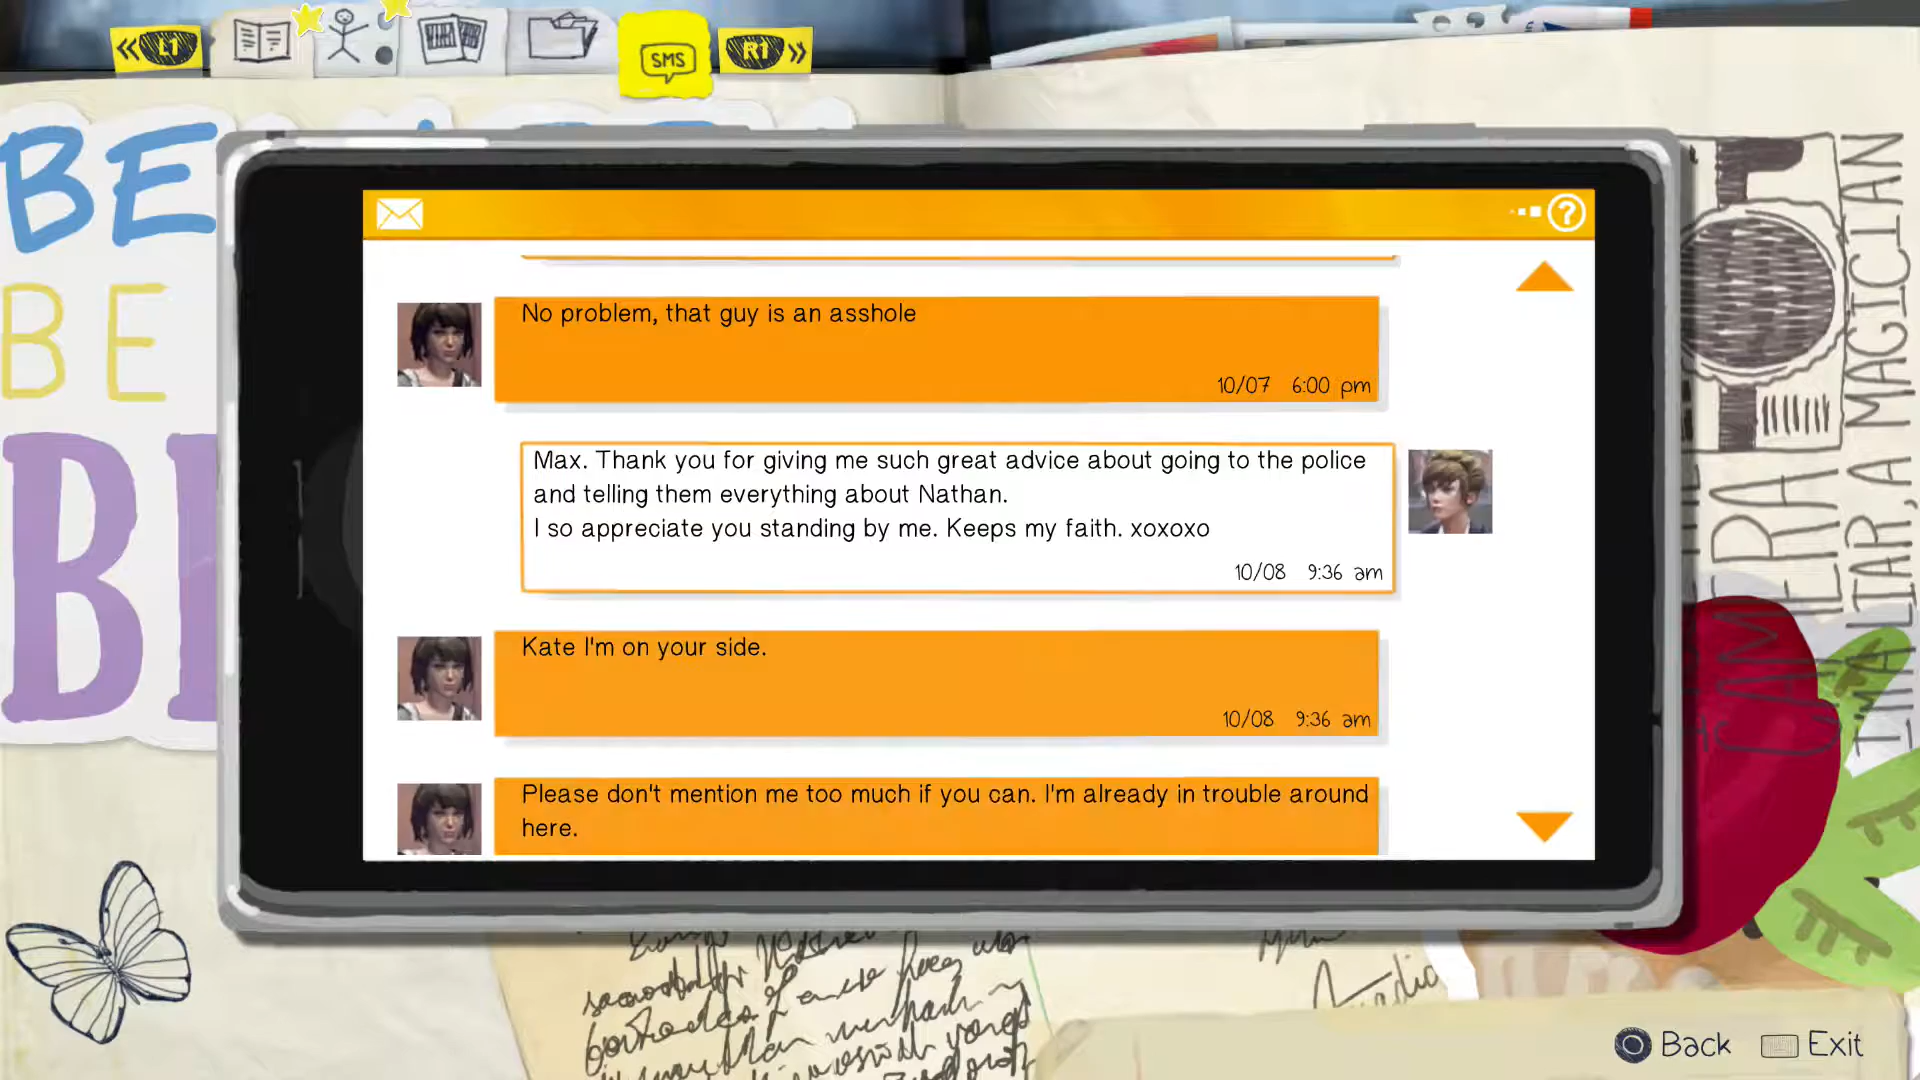 L1
SMS
R1
BE
BE
No problem, that guy is an asshole
10/07 6:00 pm
Max. Thank you for giving me such great advice about going to the police
and telling them everything about Nathan.
I so appreciate you standing by me. Keeps my faith. xoxoxo
10/08 9:36 am
Kate I'm on your side.
10/08 9:36 am
Please don't mention me too much if you can. I'm already in trouble around
here.
CAMERA
LIAR, A MAGICIAN
Back
Exit